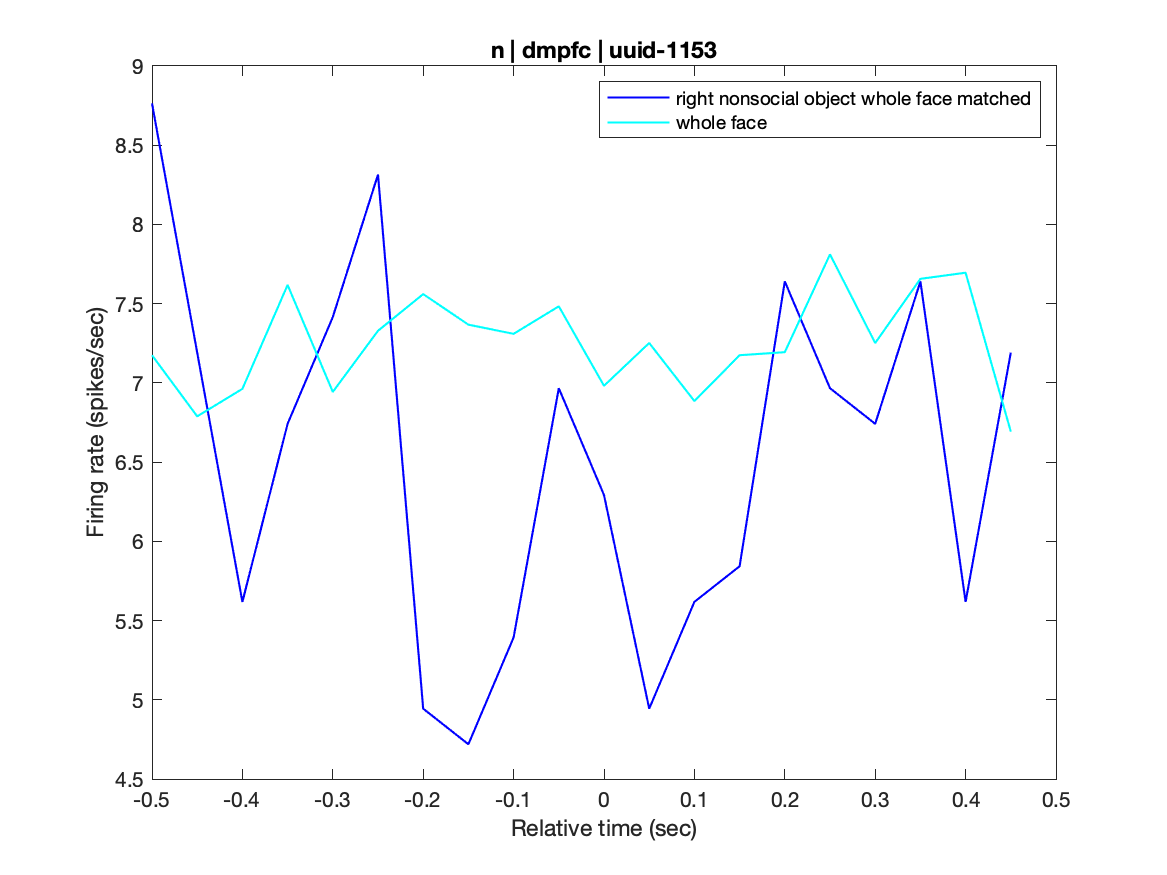 n | dmpfc | uuid-1153
right nonsocial object whole face matched
whole face
9
8.5
8
7.5
7
6.5
6
5.5
5
4.5
Firing rate (spikes/sec)
-0.5 -0.4 -0.3 -0.2 -0.1 0 0.1 0.2 0.3 0.4 0.5
Relative time (sec)